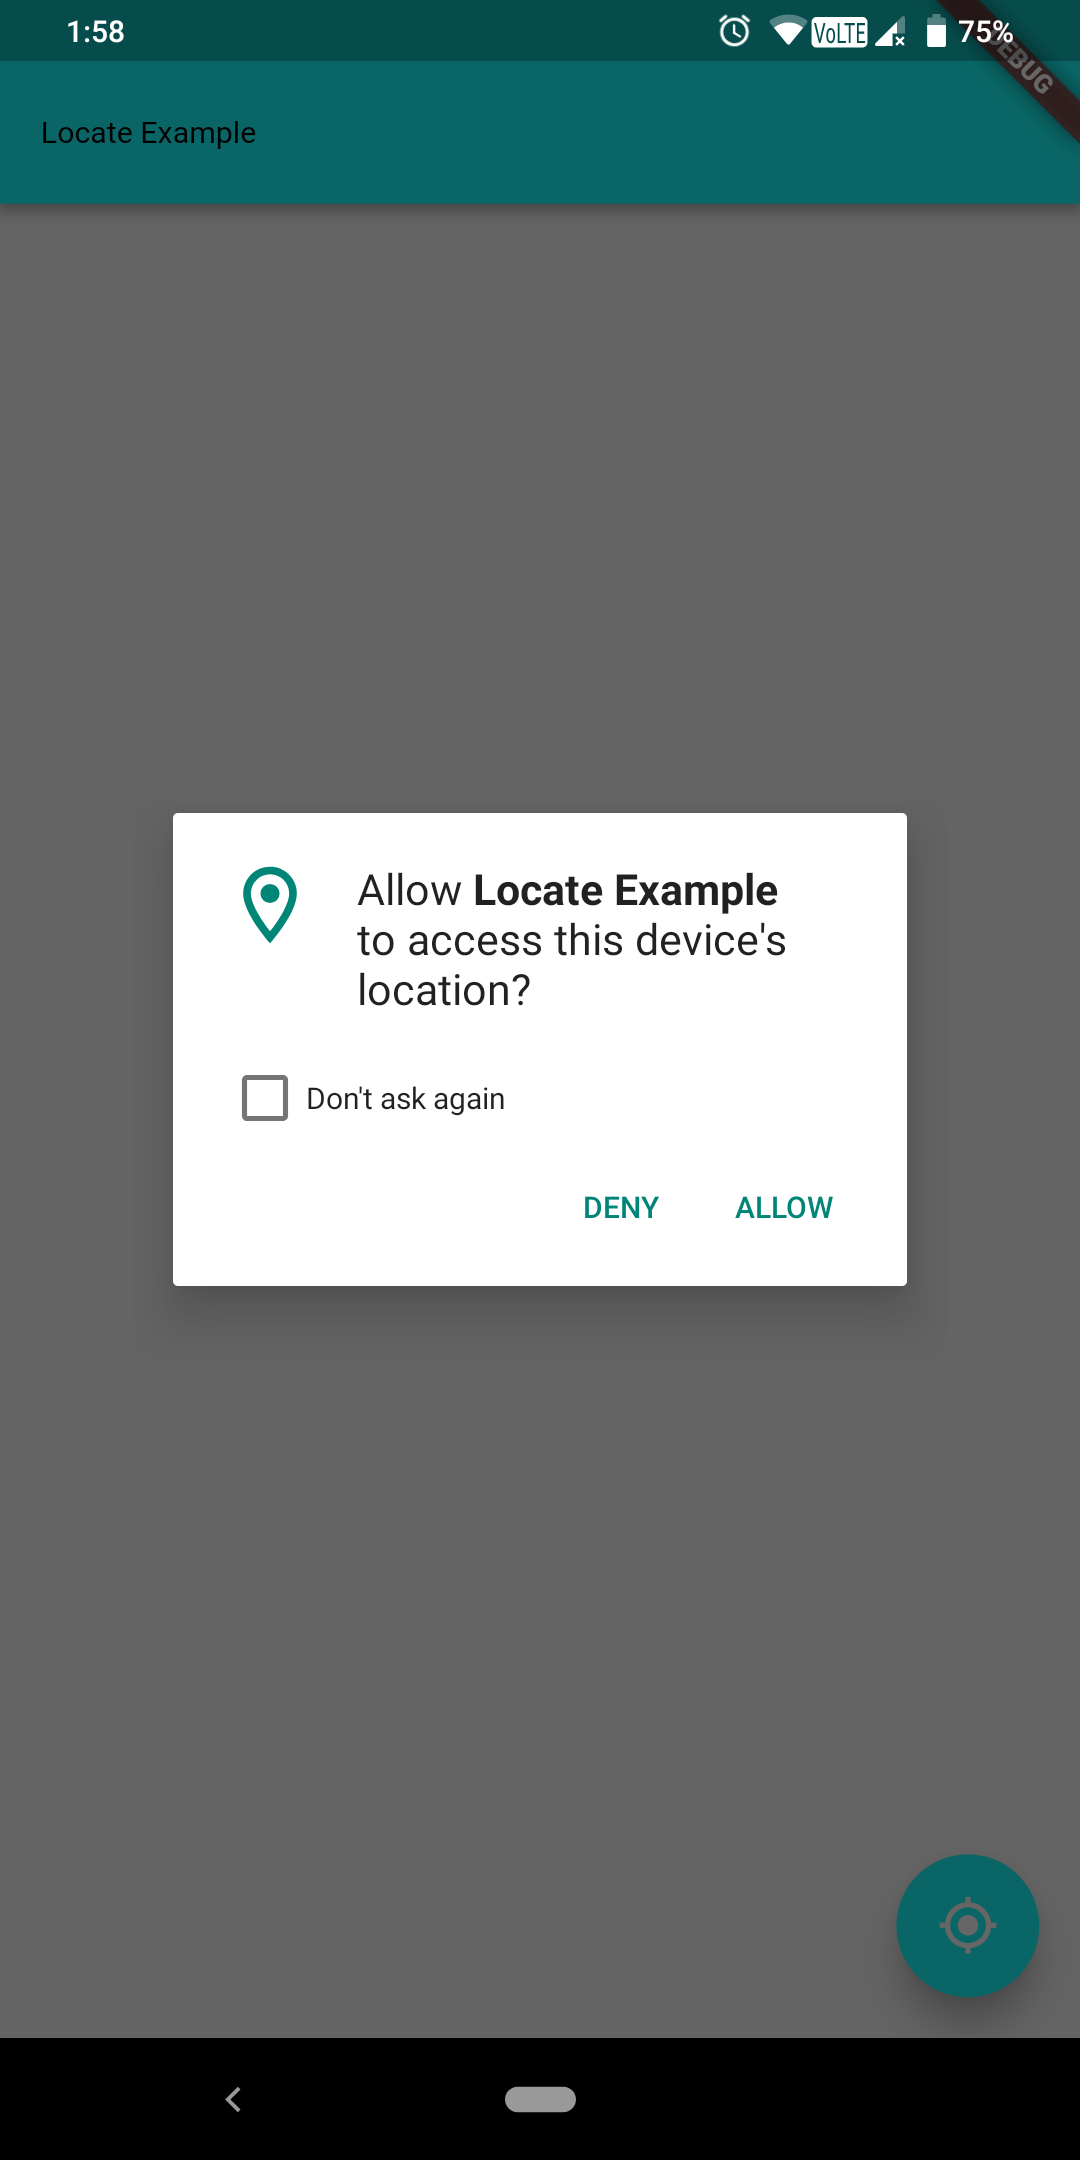 1:58
VoLTE
75%
DEBUG
Locate Example
Allow Locate Example
to access this device's
location?
Don't ask again
DENY
ALLOW